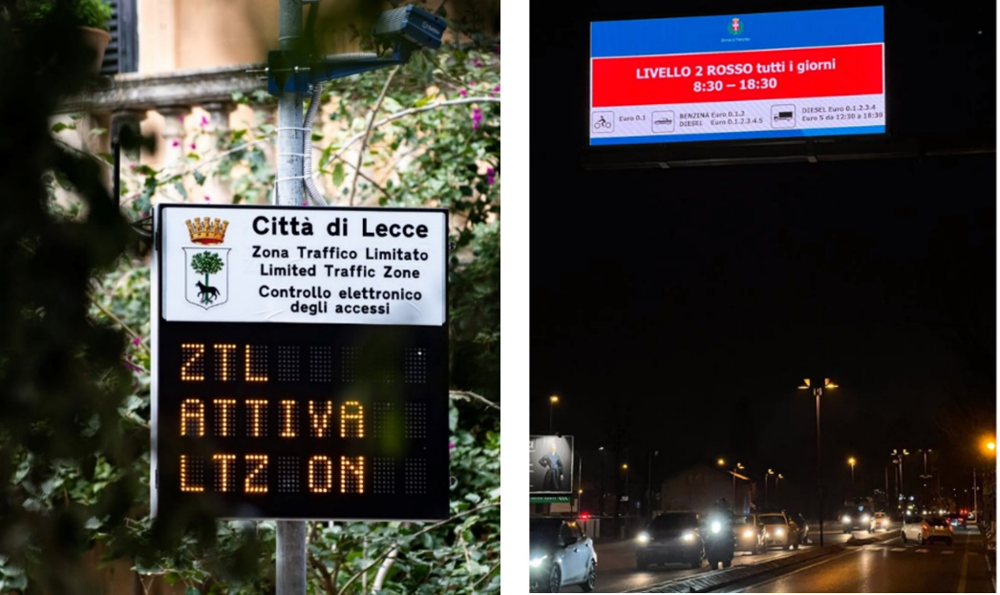 Città di Lecce
Zona Traffico Limitato
Limited Traffic Zone
Controllo elettronico
degli accessi
ZTL
ATTIVA
LTZ ON
LIVELLO 2 ROSSO tutti i giorni
8:30 – 18:30
Euro 0.1
BENZINA Euro 0.1.2
DIESEL Euro 0.1.2.3.4.5
DIESEL Euro 0.1.2.3.4
Euro 5 da 12:30 a 18:30